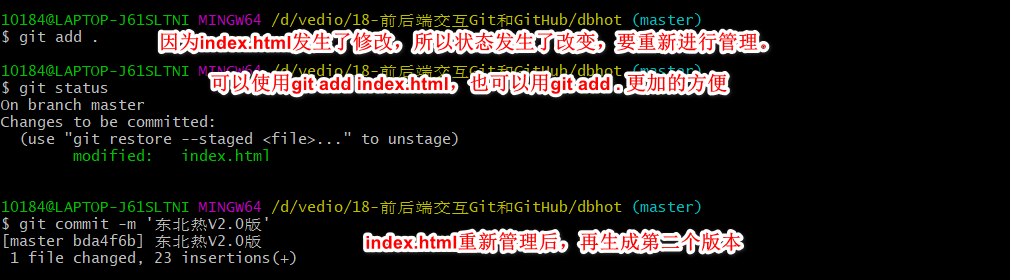 10184@LAPTOP-J61SLTNI MINGW64 /d/vedio/18-前后端交互Git和GitHub/dbhot (master)
$ git add .
因为index.html发生了修改，所以状态发生了改变，要重新进行管理。
10184@LAPTOP-J61SLTNI MINGW64 /d/vedio/18-前后端交互Git和GitHub/dbhot (master)
可以使用git add index.html，也可以用git add . 更加的方便
$ git status
On branch master
Changes to be committed:
(use "git restore --staged <file>..." to unstage)
modified: index.html
10184@LAPTOP-J61SLTNI MINGW64 /d/vedio/18-前后端交互Git和GitHub/dbhot (master)
$ git commit -m '东北热V2.0版'
[master bda4f6b] 东北热V2.0版
index.html重新管理后，再生成第二个版本
1 file changed, 23 insertions(+)